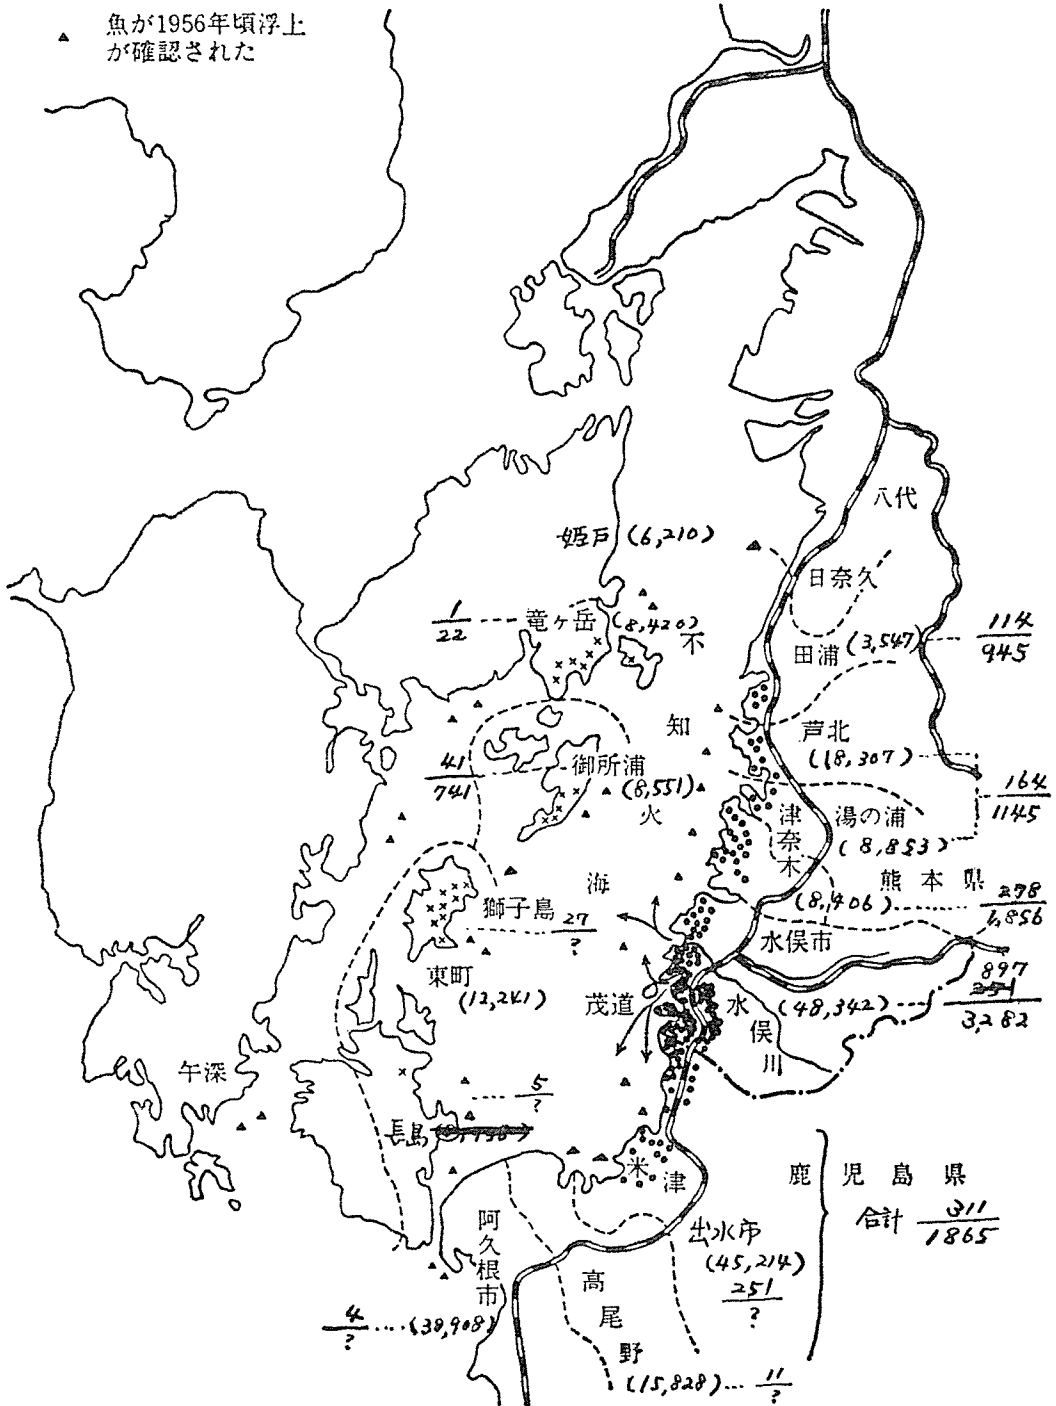 魚が1956年頃浮上
が確認された
八代
姫戸 (6,210)
日奈久
1/22 竜ヶ岳 (8,420)
不
田浦 (3,547) 114/945
知
芦北
(18,307)
41/741 御所浦
(8,551)
164/1145
火
津奈木
湯の浦
(8,853)
海
熊本県
(8,406) 278/1,856
獅子島 27/?
水俣市
東町
(12,241)
茂道
水俣川
(48,342) 897/3,282
午深
5/?
長島
米津
鹿児島県
合計 311/1865
出水市
(45,214)
251/?
阿久根市
高尾野
4/? (38,908)
(15,828) 11/?